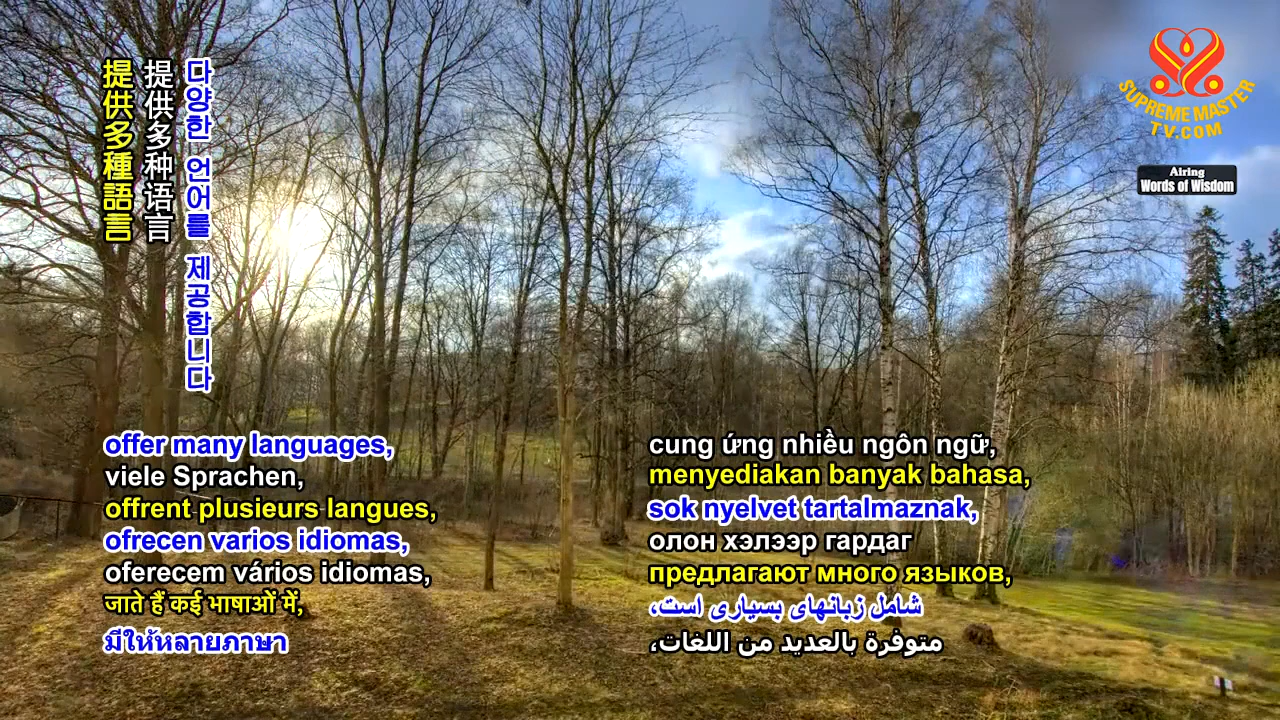 提供多種語言
提供多种语言
다양한 언어를 제공합니다
SUPREME MASTER
TV.COM
Airing
Words of Wisdom
offer many languages,
viele Sprachen,
offrent plusieurs langues,
ofrecen varios idiomas,
oferecem vários idiomas,
जाते हैं कई भाषाओं में,
มีให้หลายภาษา
cung ứng nhiều ngôn ngữ,
menyediakan banyak bahasa,
sok nyelvet tartalmaznak,
олон хэлээр гардаг
предлагают много языков,
شامل زبانهای بسیاری است،
متوفرة بالعديد من اللغات،